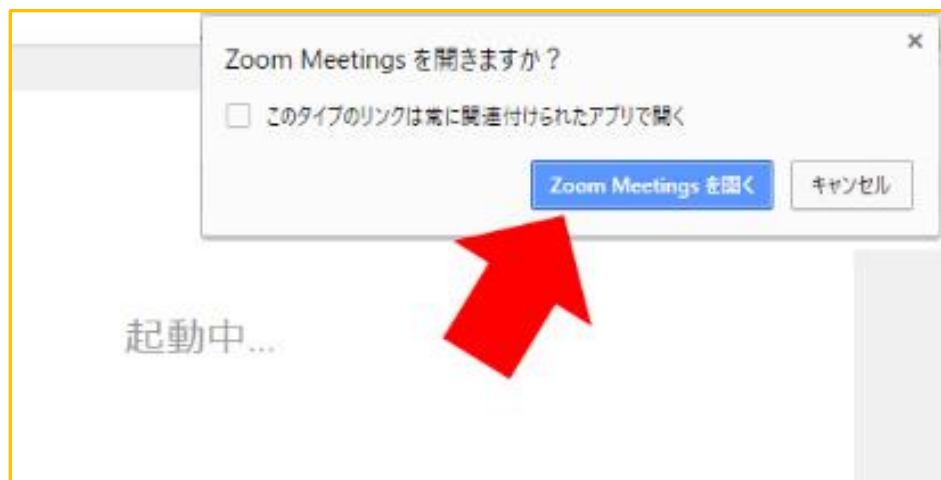 Zoom Meetings を開きますか？
このタイプのリンクは常に関連付けられたアプリで開く
Zoom Meetings を開く
キャンセル
起動中...